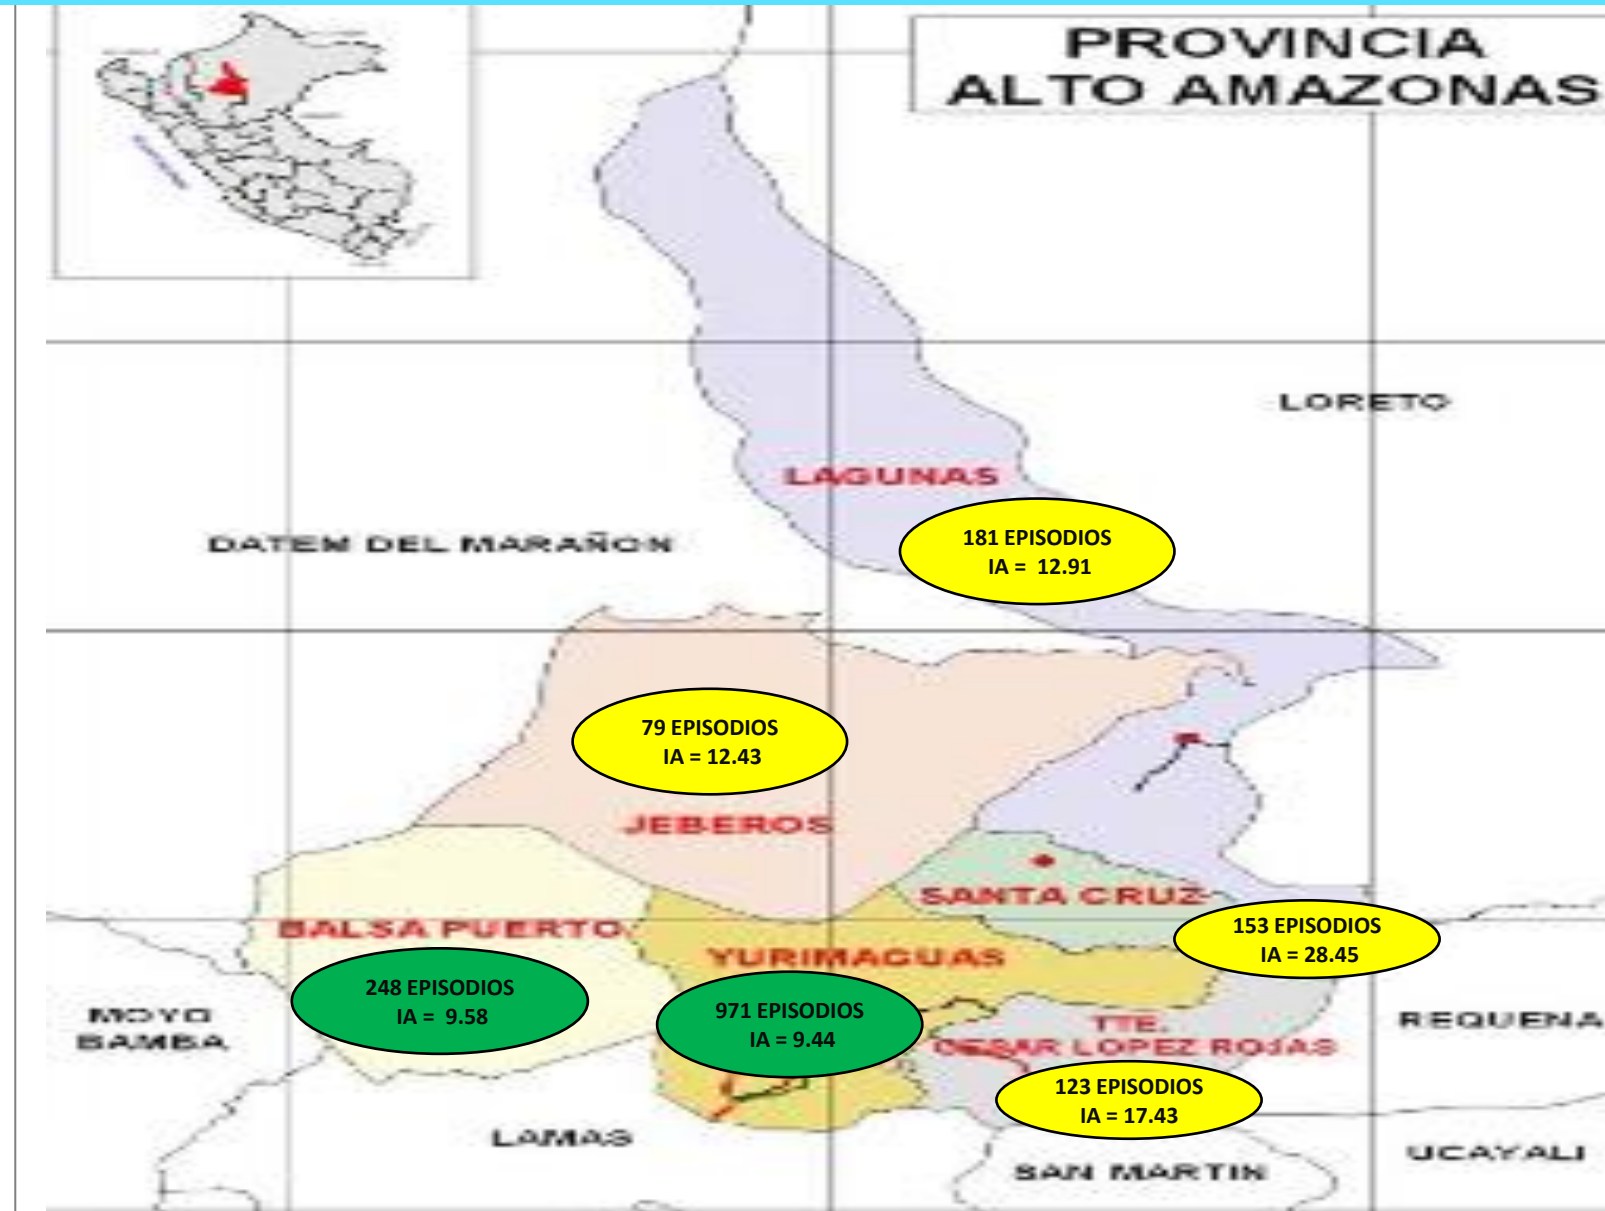 PROVINCIA
ALTO AMAZONAS
LORETO
LAGUNAS
181 EPISODIOS
IA =  12.91
DATEM DEL MARAÑON
79 EPISODIOS
IA = 12.43
JEBEROS
SANTA CRUZ
153 EPISODIOS
IA = 28.45
BALSA PUERTO
YURIMAGUAS
248 EPISODIOS
IA =  9.58
971 EPISODIOS
IA = 9.44
MOYO
BAMBA
TTE.
CESAR LOPEZ ROJAS
REQUENA
123 EPISODIOS
IA = 17.43
LAMAS
SAN MARTIN
UCAYALI